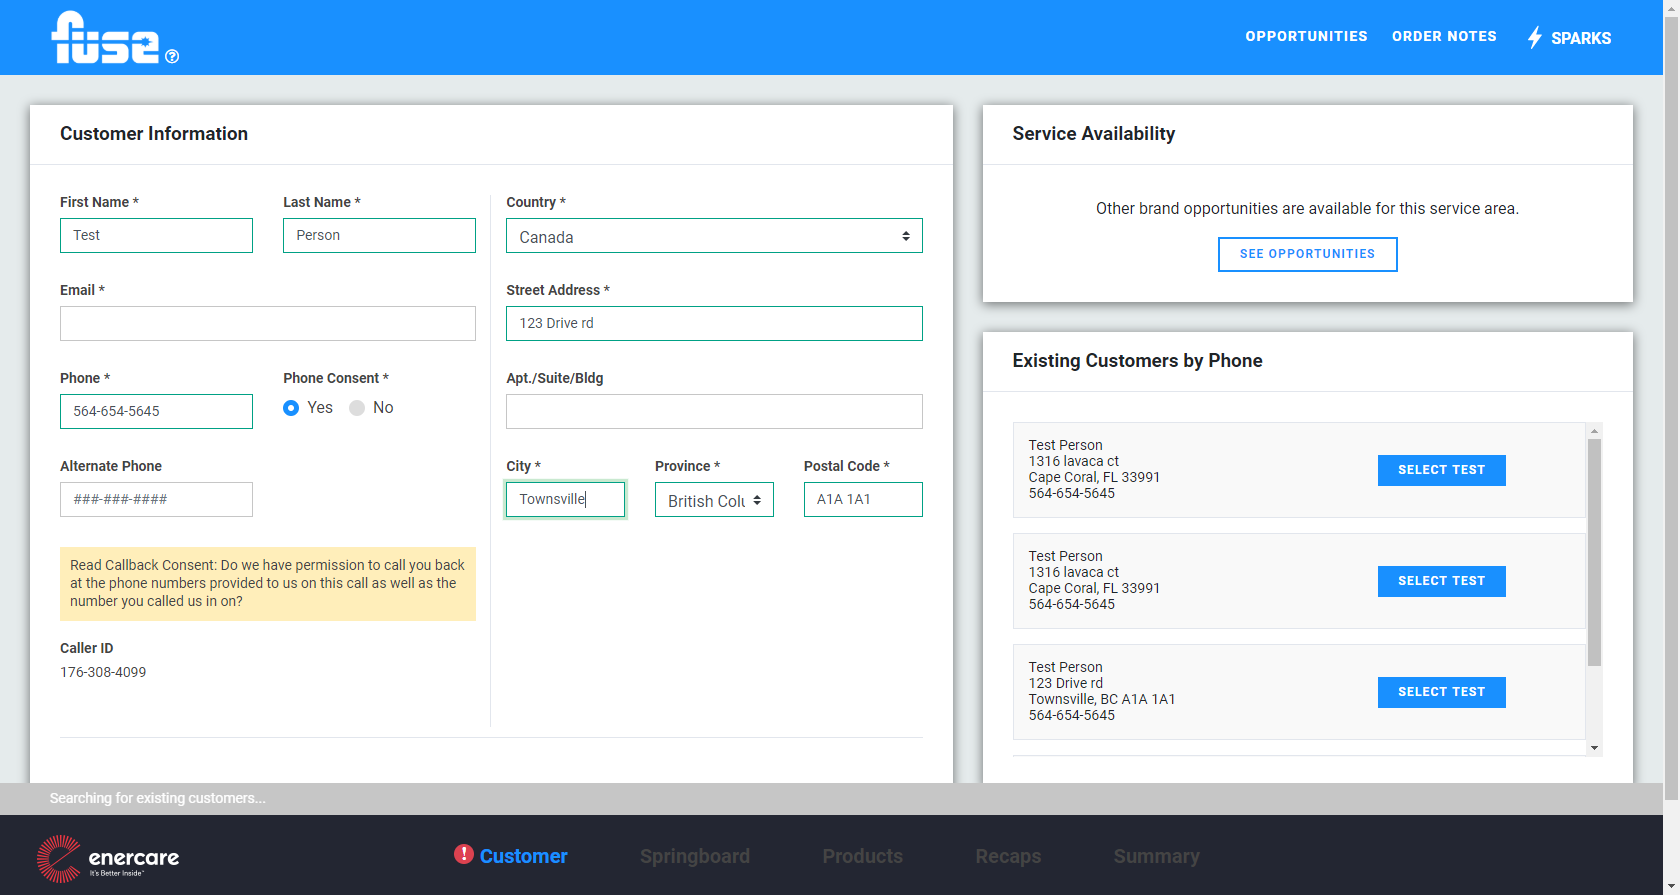 fuse
OPPORTUNITIES
ORDER NOTES
SPARKS
Customer Information
First Name *
Last Name *
Test
Person
Email *
Phone *
Phone Consent *
564-654-5645
Yes
No
Alternate Phone
###-###-####
Read Callback Consent: Do we have permission to call you back
at the phone numbers provided to us on this call as well as the
number you called us in on?
Caller ID
176-308-4099
Country *
Canada
Street Address *
123 Drive rd
Apt./Suite/Bldg
City *
Province *
Postal Code *
Townsville
British Colu
A1A 1A1
Service Availability
Other brand opportunities are available for this service area.
SEE OPPORTUNITIES
Existing Customers by Phone
Test Person
1316 lavaca ct
Cape Coral, FL 33991
564-654-5645
SELECT TEST
Test Person
1316 lavaca ct
Cape Coral, FL 33991
564-654-5645
SELECT TEST
Test Person
123 Drive rd
Townsville, BC A1A 1A1
564-654-5645
SELECT TEST
Searching for existing customers...
enercare
It's Better Inside™
Customer
Springboard
Products
Recaps
Summary